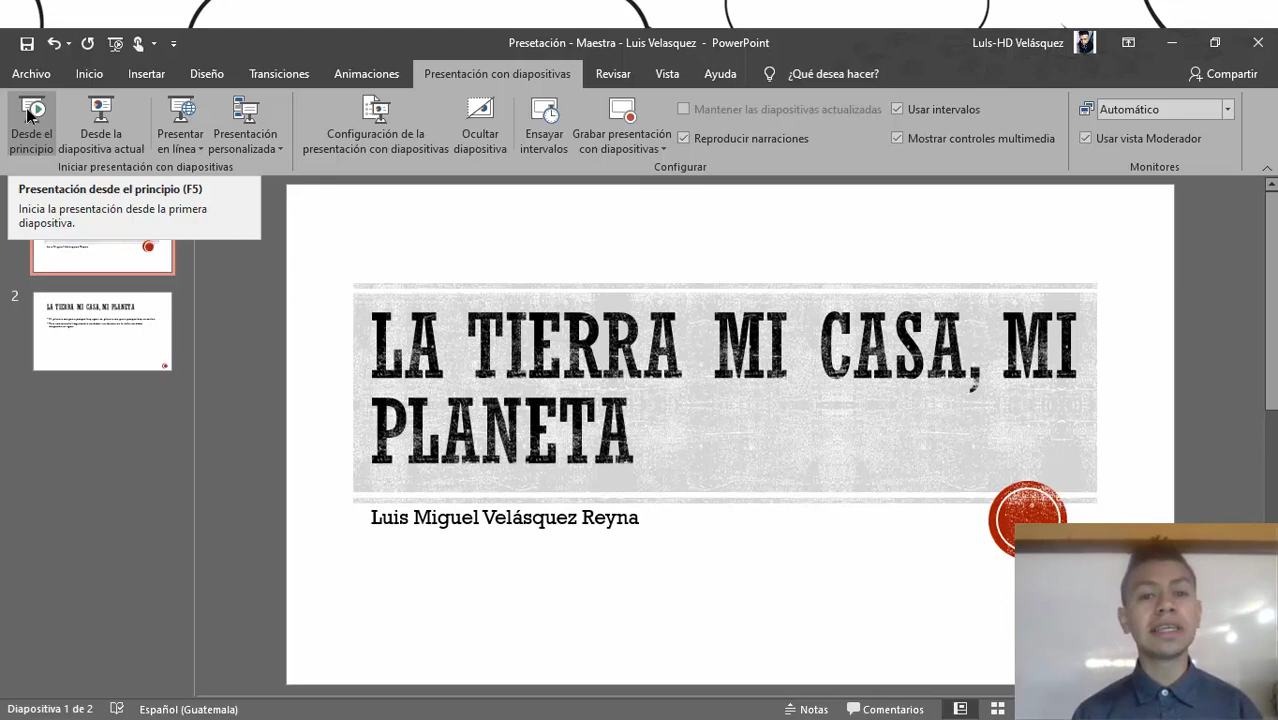 Presetación - Maestra - Luis Velasquez - PowerPoint
Luls-HD Velásquez
Archivo
Inicio
Insertar
Diseño
Transiciones
Animaciones
Presentación con diapositivas
Revisar
Vista
Ayuda
¿Qué desea hacer?
Compartir
Desde el
principio
Desde la
diapositiva actual
Presentar
en línea
Presentación
personalizada
Configuración de la
presentación con diapositivas
Ocultar
diapositiva
Ensayar
intervalos
Grabar presentación
con diapositivas
Mantener las diapositivas actualizadas
Reproducir narraciones
Usar intervalos
Mostrar controles multimedia
Automático
Usar vista Moderador
Iniciar presentación con diapositivas
Configurar
Monitores
Presentación desde el principio (F5)
Inicia la presentación desde la primera
diapositiva.
2
LA TIERRA MI CASA, MI PLANETA
LA TIERRA MI CASA, MI
PLANETA
Luis Miguel Velásquez Reyna
Diapositiva 1 de 2
Español (Guatemala)
Notas
Comentarios